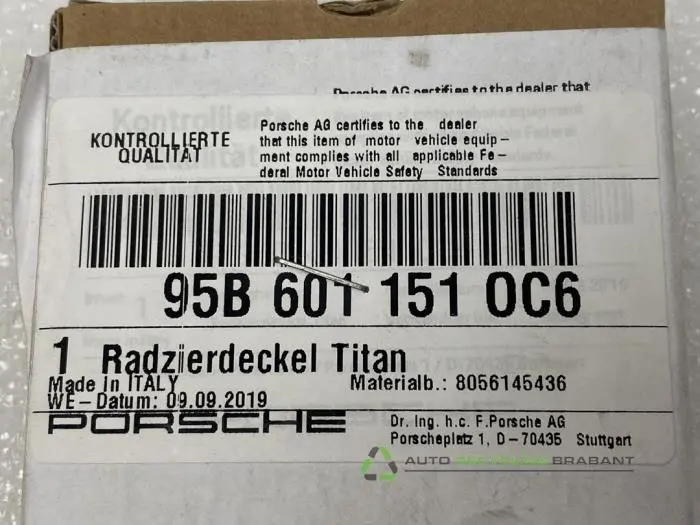 Porsche AG certifies to the dealer that
KONTROLLIERTE
QUALITÄT
Porsche AG certifies to the dealer
that this item of motor vehicle equip-
ment complies with all applicable Fe-
deral Motor Vehicle Safety Standards
95B 601 151 0C6
1 Radzierdeckel Titan
Made in ITALY
Materialb.: 8056145436
WE-Datum: 09.09.2019
PORSCHE
Dr. Ing. h.c. F.Porsche AG
Porscheplatz 1, D-70435 Stuttgart
AUTO RECYCLING BRABANT